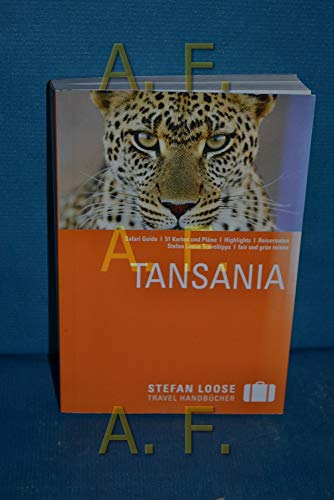 A. F.
Safari Guide | 51 Karten und Pläne | Highlights | Reiserouten
Stefan Loose Traveltipps | fair und grün reisen
A. F.
TANSANIA
STEFAN LOOSE
TRAVEL HANDBÜCHER
A. F.